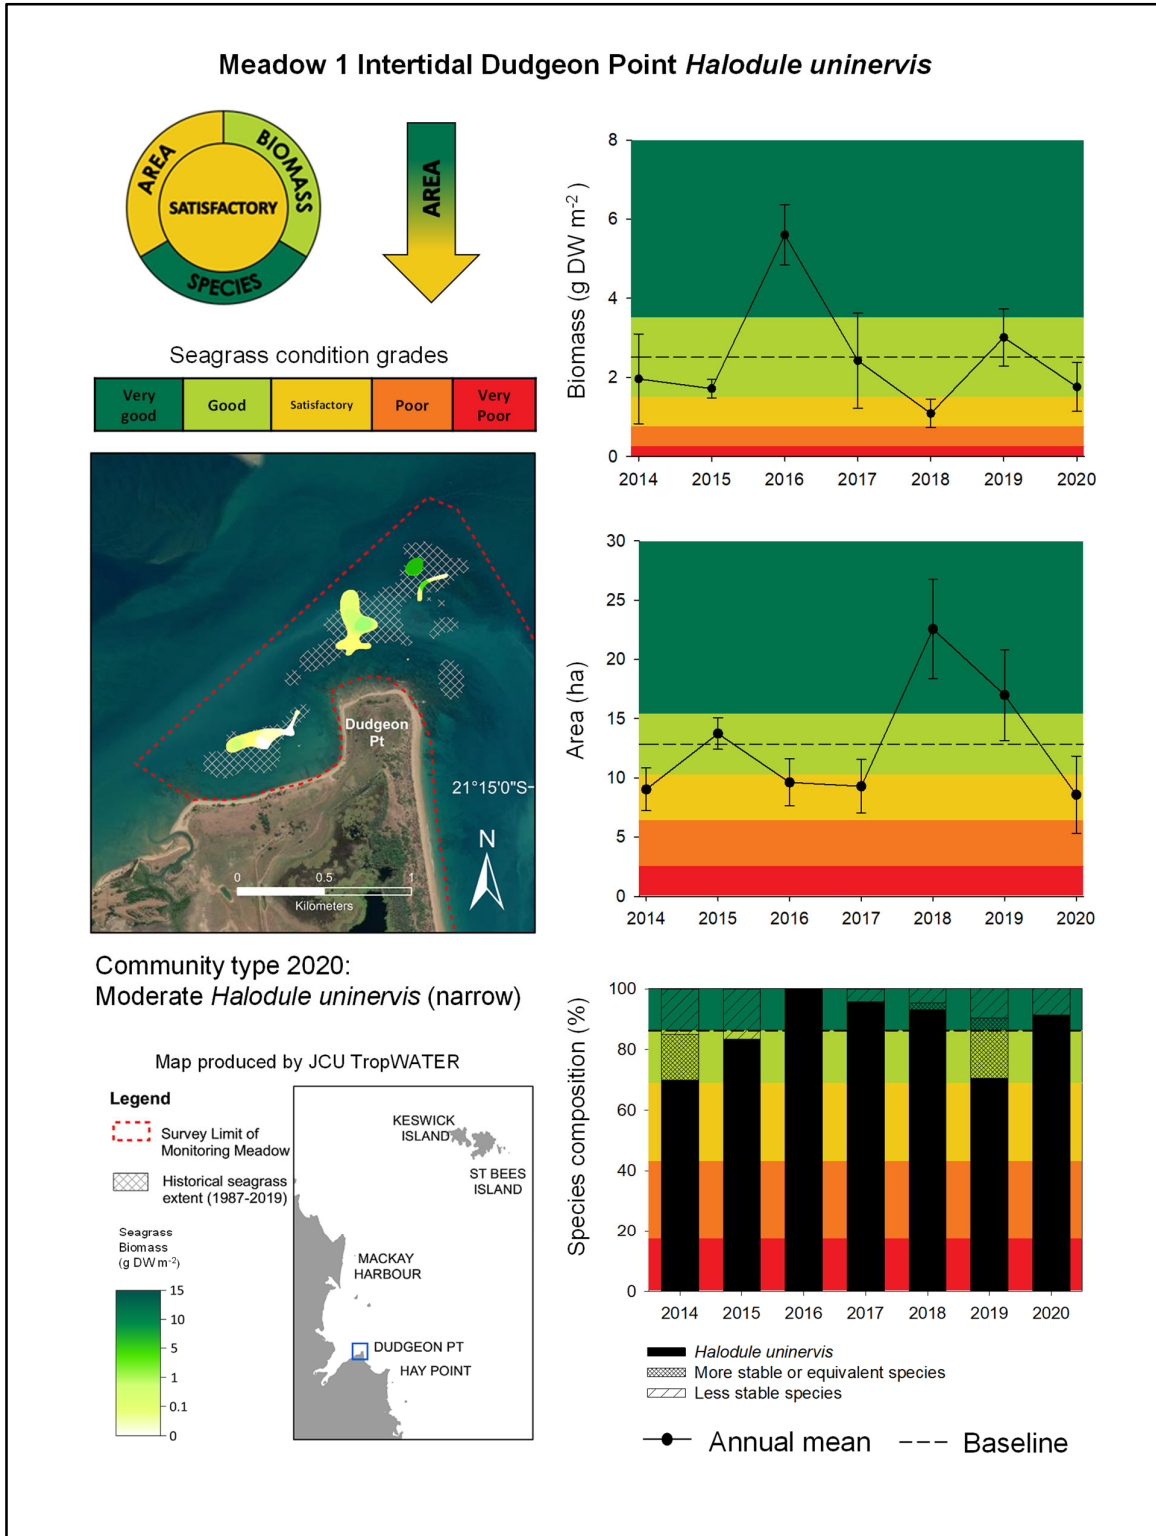 Meadow 1 Intertidal Dudgeon Point Halodule uninervis
AREA
BIOMASS
SPECIES
SATISFACTORY
AREA
Seagrass condition grades
Very good
Good
Satisfactory
Poor
Very Poor
Dudgeon
Pt
21°15'0"S
N
0 0.5 1
Kilometers
Community type 2020:
Moderate Halodule uninervis (narrow)
Map produced by JCU TropWATER
Legend
Survey Limit of
Monitoring Meadow
Historical seagrass
extent (1987-2019)
Seagrass
Biomass
(g DW m-2)
15
10
5
1
0.1
0
KESWICK
ISLAND
ST BEES
ISLAND
MACKAY
HARBOUR
DUDGEON PT
HAY POINT
Biomass (g DW m-2)
8
6
4
2
0
2014 2015 2016 2017 2018 2019 2020
Area (ha)
30
25
20
15
10
5
0
2014 2015 2016 2017 2018 2019 2020
Species composition (%)
100
80
60
40
20
0
2014 2015 2016 2017 2018 2019 2020
Halodule uninervis
More stable or equivalent species
Less stable species
Annual mean Baseline